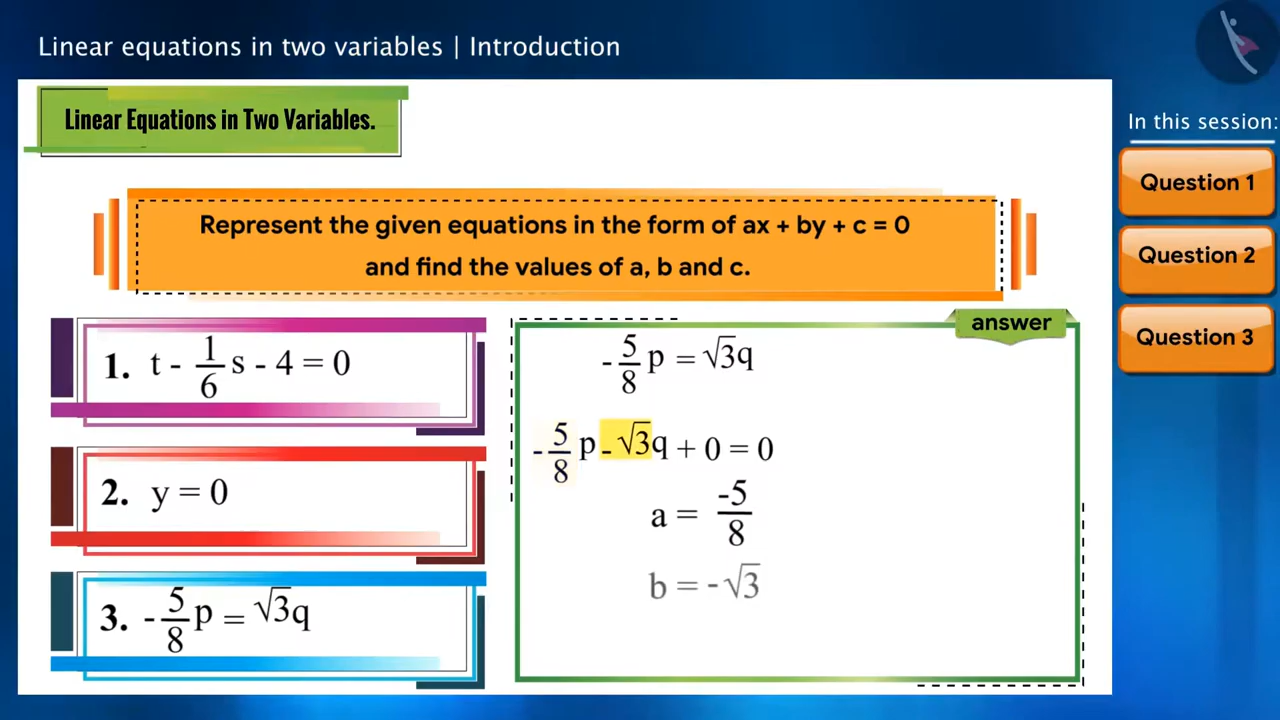 Linear equations in two variables | Introduction
Linear Equations in Two Variables.
In this session:
Question 1
Question 2
Question 3
Represent the given equations in the form of ax + by + c = 0
and find the values of a, b and c.
1. t - 1/6 s - 4 = 0
2. y = 0
3. - 5/8 p = √3q
answer
- 5/8 p = √3q
- 5/8 p - √3q + 0 = 0
a = -5/8
b = -√3